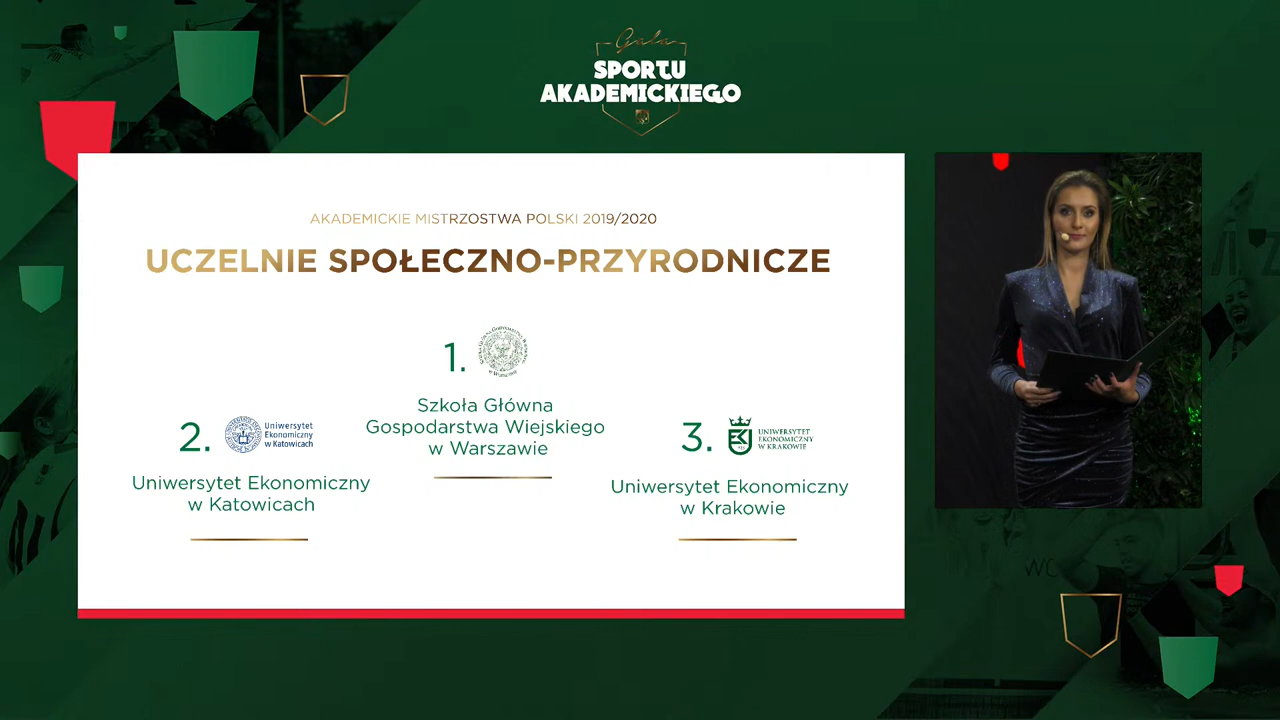 Gala
SPORTU
AKADEMICKIEGO
AKADEMICKIE MISTRZOSTWA POLSKI 2019/2020
UCZELNIE SPOŁECZNO-PRZYRODNICZE
1.
Szkoła Główna
Gospodarstwa Wiejskiego
w Warszawie
2.
Uniwersytet
Ekonomiczny
w Katowicach
Uniwersytet Ekonomiczny
w Katowicach
3.
UNIWERSYTET
EKONOMICZNY
W KRAKOWIE
Uniwersytet Ekonomiczny
w Krakowie